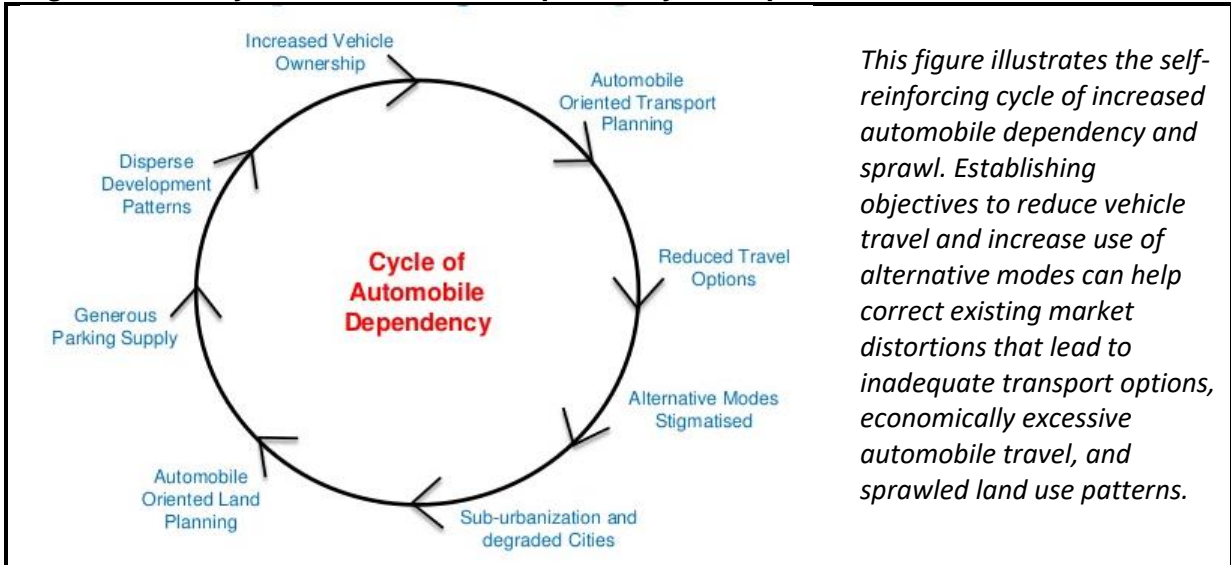 Increased Vehicle
Ownership
Automobile
Oriented Transport
Planning
Reduced Travel
Options
Alternative Modes
Stigmatised
Sub-urbanization and
degraded Cities
Automobile
Oriented Land
Planning
Generous
Parking Supply
Disperse
Development
Patterns
Cycle of
Automobile
Dependency
This figure illustrates the self-
reinforcing cycle of increased
automobile dependency and
sprawl. Establishing
objectives to reduce vehicle
travel and increase use of
alternative modes can help
correct existing market
distortions that lead to
inadequate transport options,
economically excessive
automobile travel, and
sprawled land use patterns.